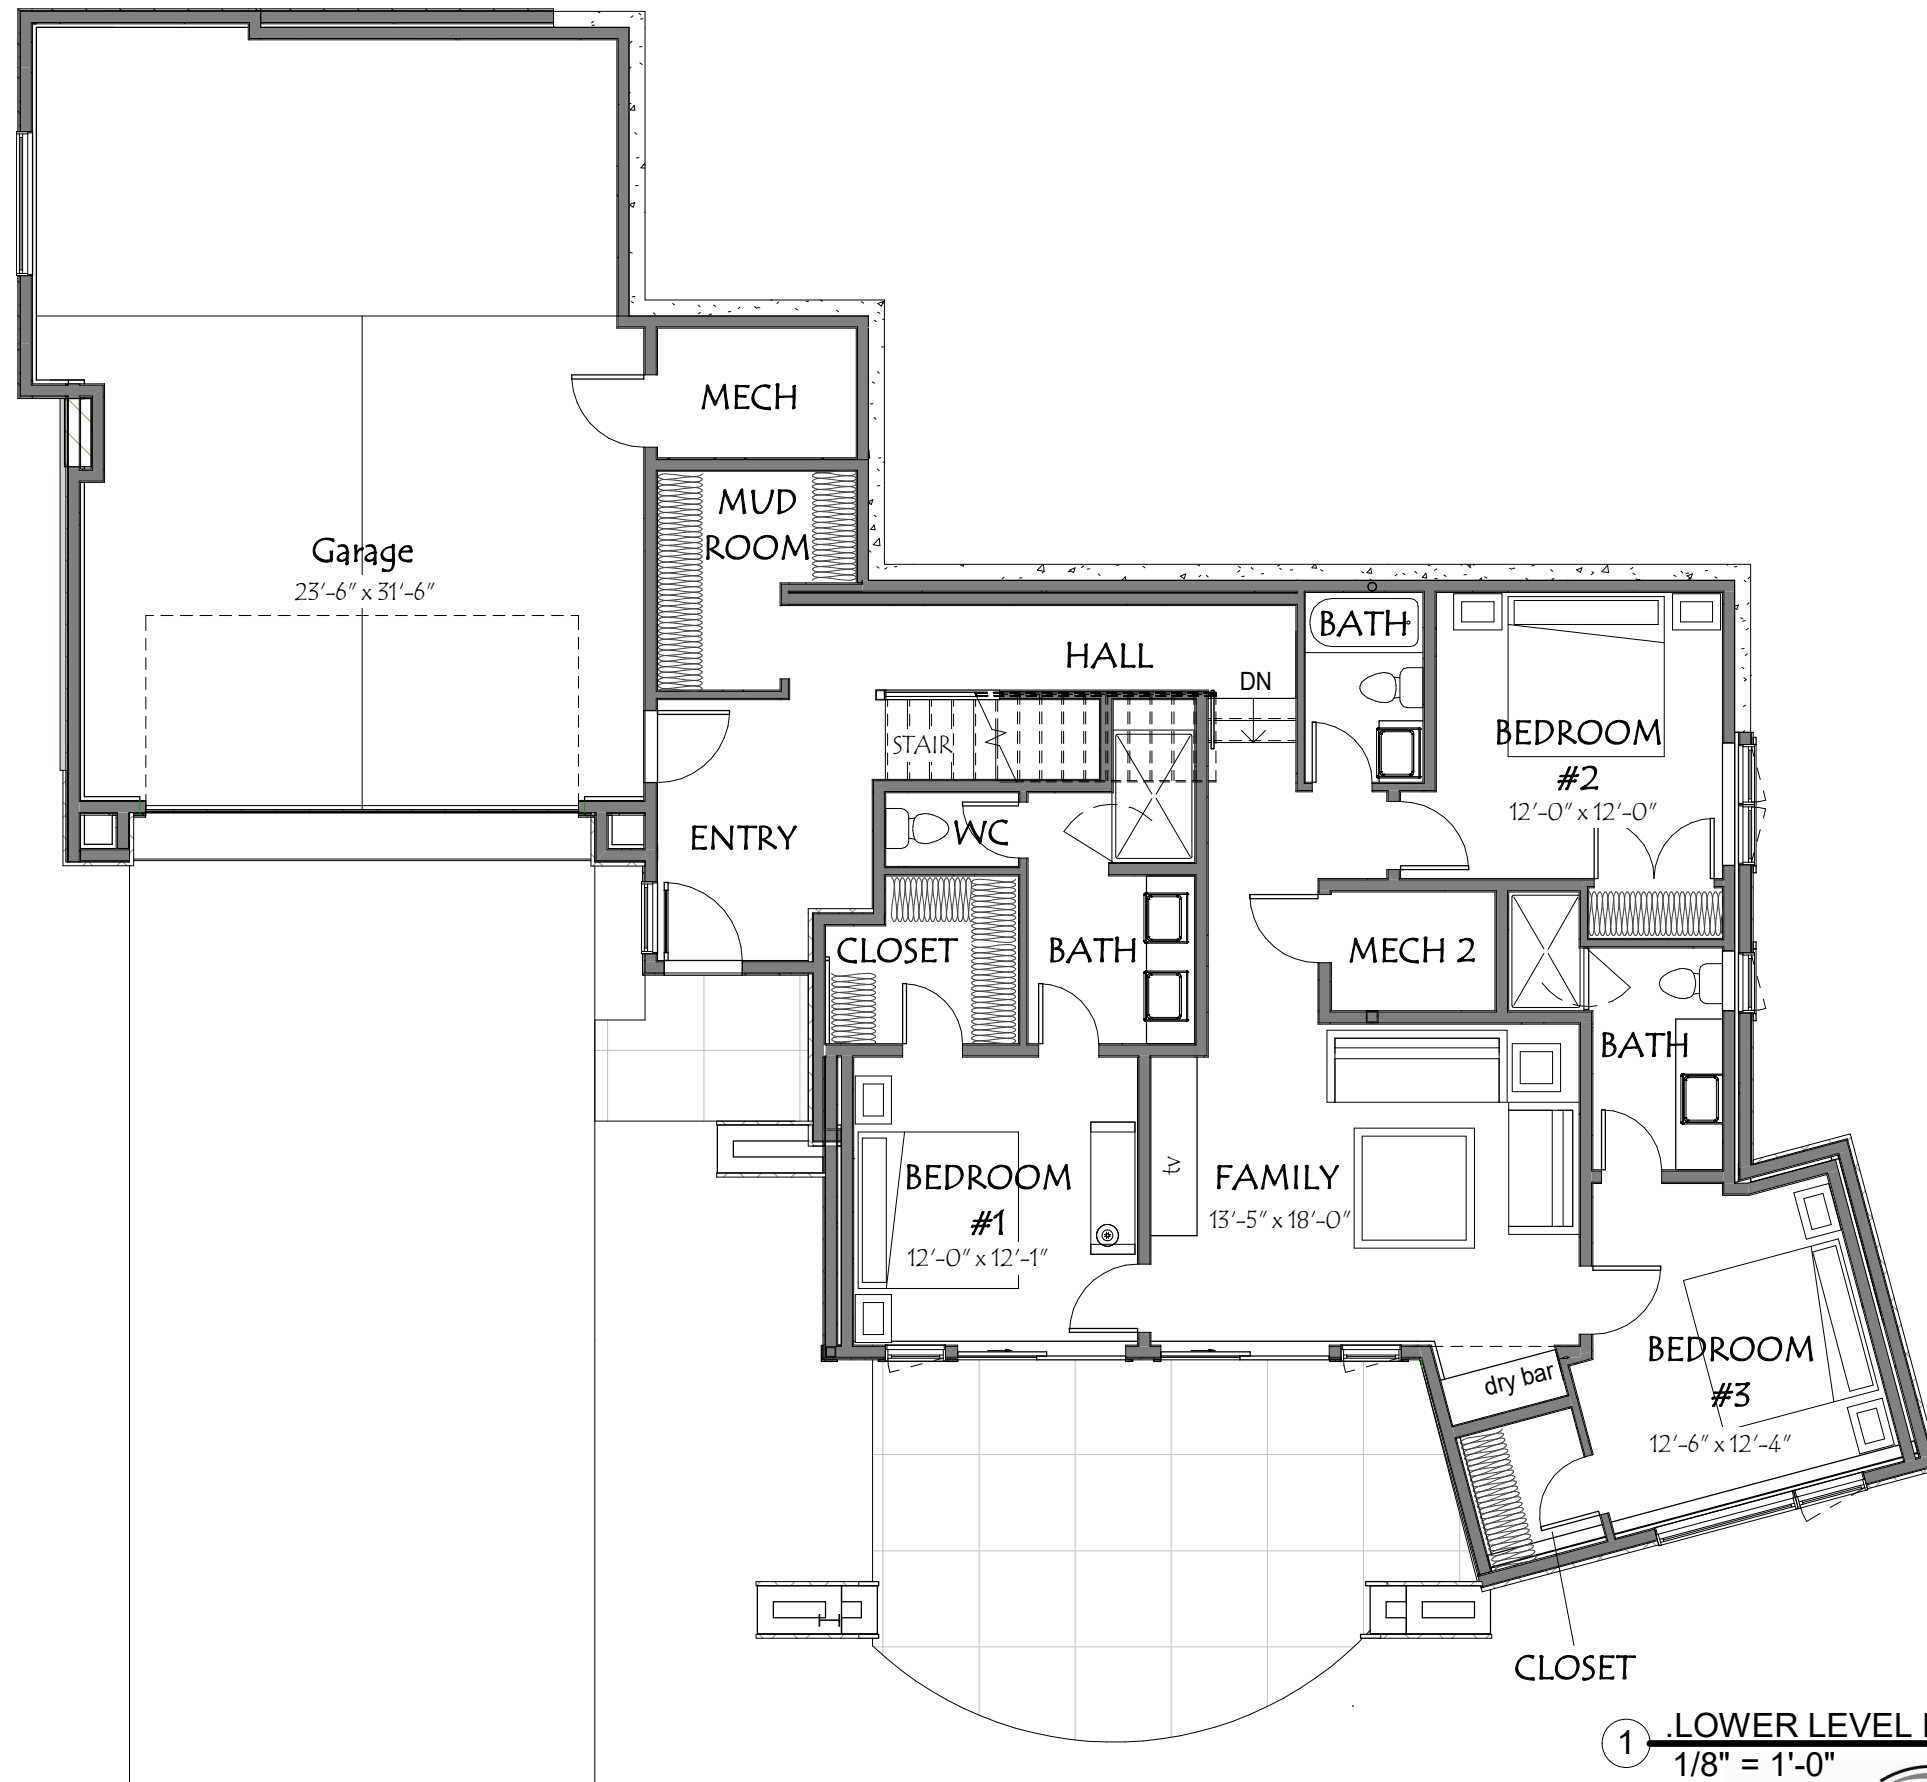 MECH
MUD
ROOM
Garage
23'-6" x 31'-6"
HALL
BATH
DN
STAIR
BEDROOM
#2
12'-0" x 12'-0"
ENTRY
WC
CLOSET
BATH
MECH 2
BATH
BEDROOM
#1
12'-0" x 12'-1"
tv
FAMILY
13'-5" x 18'-0"
BEDROOM
#3
12'-6" x 12'-4"
dry bar
CLOSET
1
.LOWER LEVEL
1/8" = 1'-0"